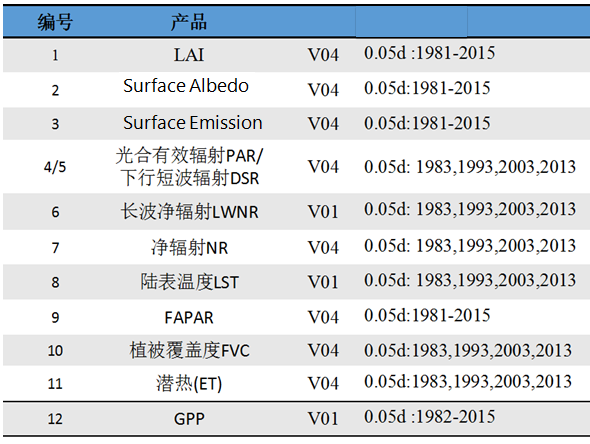 编号 产品
1 LAI V04 0.05d :1981-2015
2 Surface Albedo V04 0.05d:1981-2015
3 Surface Emission V04 0.05d:1981-2015
4/5 光合有效辐射PAR/
下行短波辐射DSR V04 0.05d: 1983,1993,2003,2013
6 长波净辐射LWNR V01 0.05d: 1983,1993,2003,2013
7 净辐射NR V04 0.05d: 1983,1993,2003,2013
8 陆表温度LST V01 0.05d: 1983,1993,2003,2013
9 FAPAR V04 0.05d:1981-2015
10 植被覆盖度FVC V04 0.05d:1983,1993,2003,2013
11 潜热(ET) V04 0.05d:1983,1993,2003,2013
12 GPP V01 0.05d :1982-2015